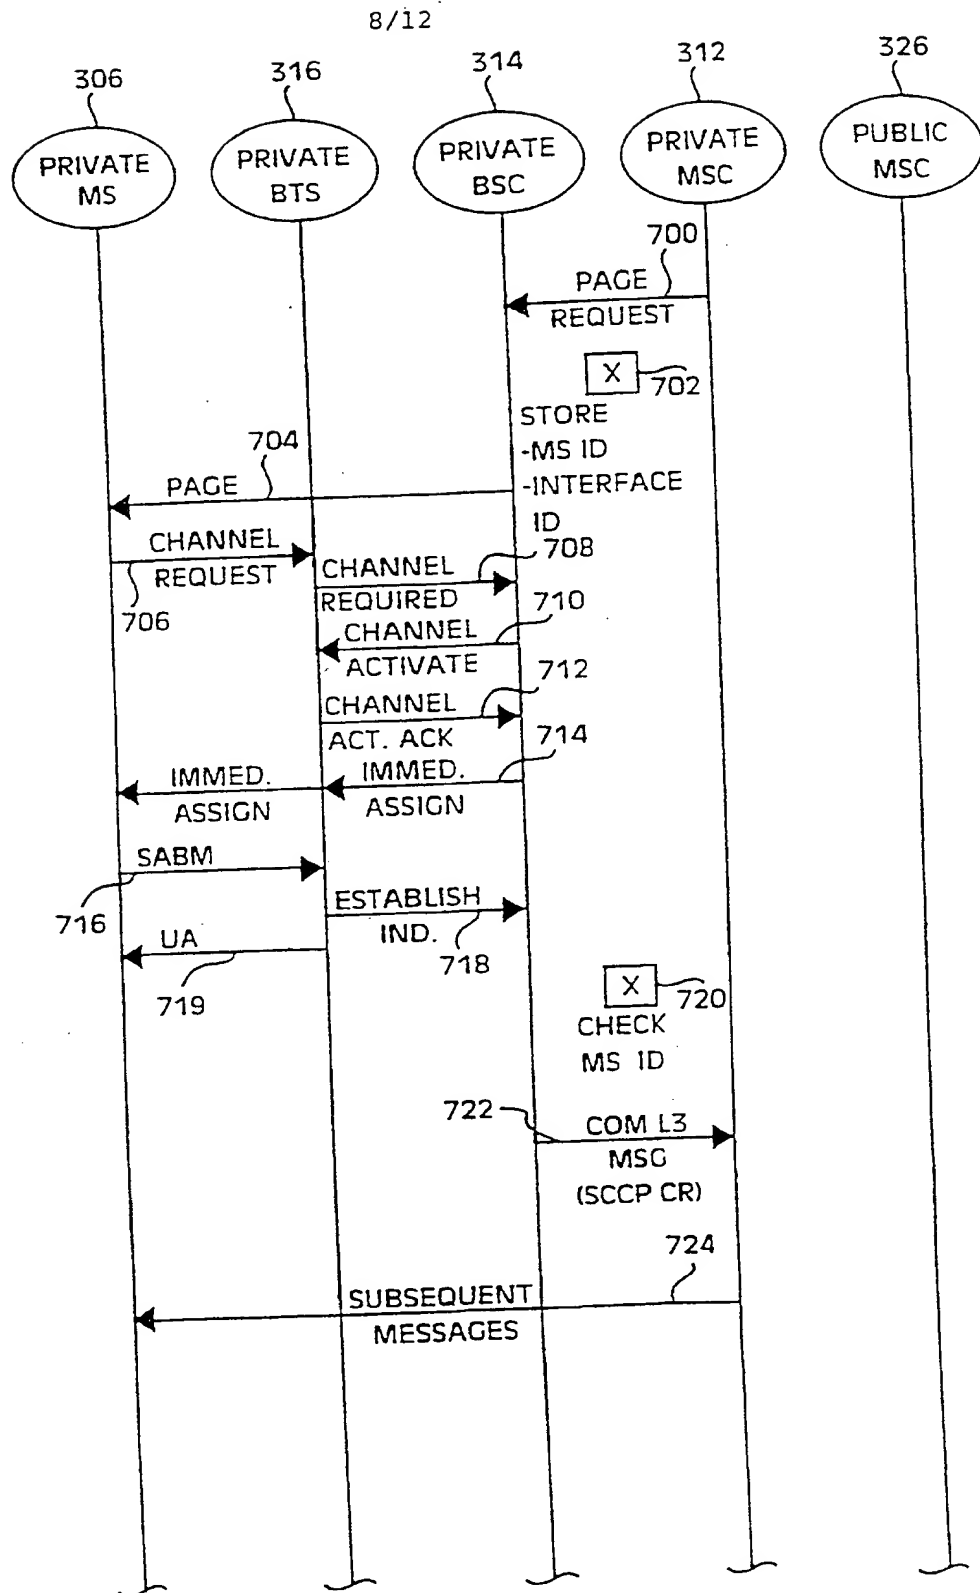 8/12
306
316
314
312
326
PRIVATE
MS
PRIVATE
BTS
PRIVATE
BSC
PRIVATE
MSC
PUBLIC
MSC
700
PAGE
REQUEST
X
702
STORE
-MS ID
-INTERFACE
ID
704
PAGE
CHANNEL
REQUEST
706
708
CHANNEL
REQUIRED
710
CHANNEL
ACTIVATE
712
CHANNEL
ACT. ACK
714
IMMED.
ASSIGN
IMMED.
ASSIGN
SABM
716
ESTABLISH
IND.
718
UA
719
X
720
CHECK
MS ID
722
COM L3
MSG
(SCCP CR)
724
SUBSEQUENT
MESSAGES